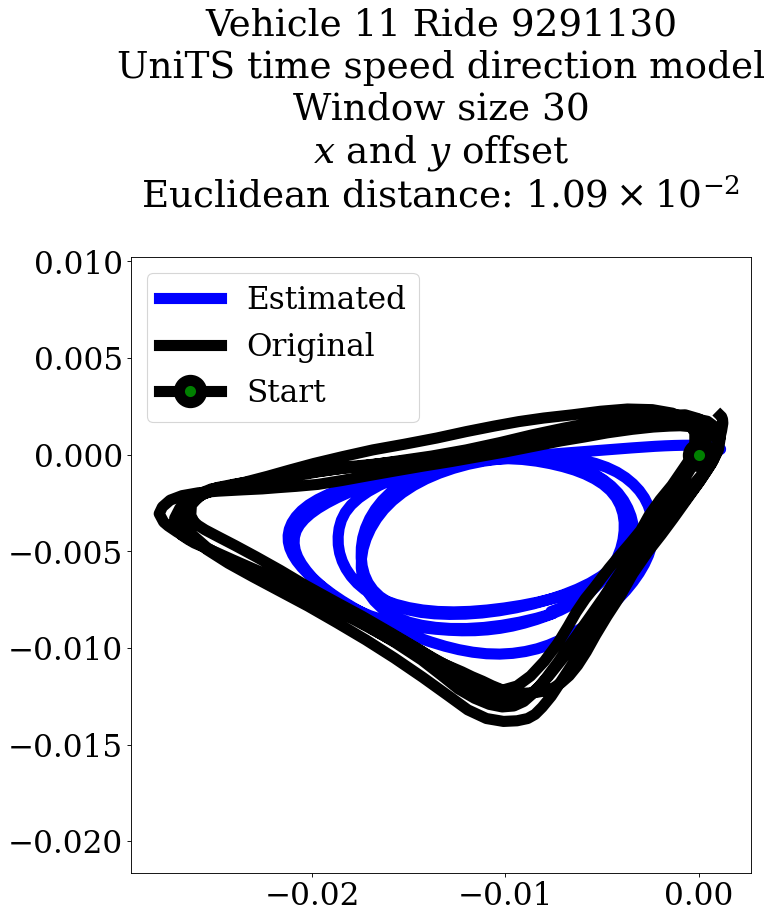 Vehicle 11 Ride 9291130
UniTS time speed direction model
Window size 30
x and y offset
Euclidean distance: 1.09 × 10⁻²
0.010
0.005
0.000
−0.005
−0.010
−0.015
−0.020
Estimated
Original
Start
−0.02
−0.01
0.00